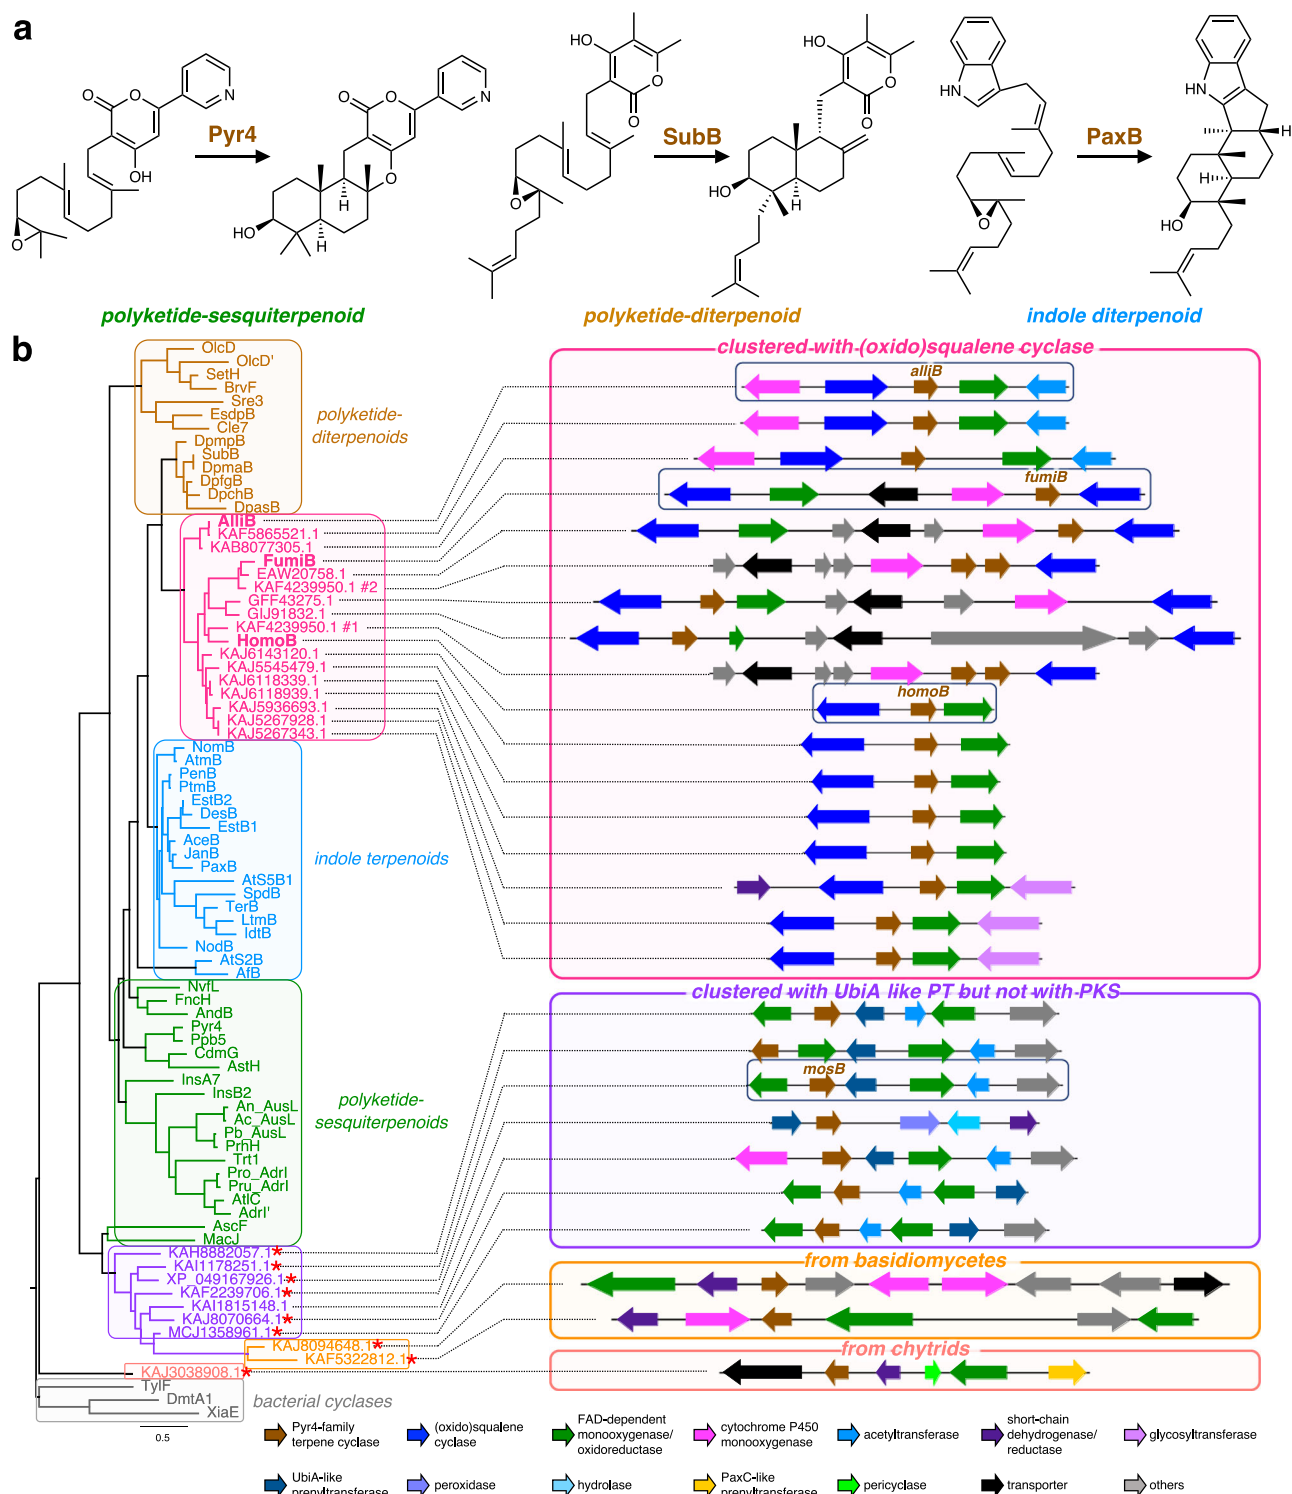 a
Pyr4
SubB
PaxB
O
O
N
OH
O
O
O
N
O
H
H
HO
HO
O
O
O
HO
O
O
H
HO
H
HN
O
HN
H
H
HO
polyketide-sesquiterpenoid
polyketide-diterpenoid
indole diterpenoid
b
OlcD
OlcD'
SetH
BrvF
Sre3
EsdpB
Cle7
DpmpB
SubB
DpmaB
DpfgB
DpchB
DpasB
polyketide-
diterpenoids
AlliB
KAF5865521.1
KAB8077305.1
FumiB
EAW20758.1
KAF4239950.1 #2
GFF43275.1
GIJ91832.1
KAF4239950.1 #1
HomoB
KAJ6143120.1
KAJ5545479.1
KAJ6118339.1
KAJ6118939.1
KAJ5936693.1
KAJ5267928.1
KAJ5267343.1
NomB
AtmB
PenB
PtmB
EstB2
DesB
EstB1
AceB
JanB
PaxB
AtS5B1
SpdB
TerB
LtmB
IdtB
NodB
AtS2B
AfB
indole terpenoids
NvfL
FncH
AndB
Pyr4
Ppb5
CdmG
AstH
InsA7
InsB2
An_AusL
Ac_AusL
Pb_AusL
PrhH
Trt1
Pro_AdrI
Pru_AdrI
AtlC
AdrI'
AscF
MacJ
polyketide-
sesquiterpenoids
KAH8882057.1*
KAI1178251.1*
XP_049167926.1*
KAF2239706.1*
KAI1815148.1
KAJ8070664.1*
MCJ1358961.1*
KAJ8094648.1*
KAF5322812.1*
KAJ3038908.1*
TylF
DmtA1
XiaE
bacterial cyclases
0.5
clustered with (oxido)squalene cyclase
alliB
fumiB
homoB
clustered with UbiA like PT but not with PKS
mosB
from basidiomycetes
from chytrids
Pyr4-family
terpene cyclase
(oxido)squalene
cyclase
FAD-dependent
monooxygenase/
oxidoreductase
cytochrome P450
monooxygenase
acetyltransferase
short-chain
dehydrogenase/
reductase
glycosyltransferase
UbiA-like
prenyltransferase
peroxidase
hydrolase
PaxC-like
prenyltransferase
pericyclase
transporter
others